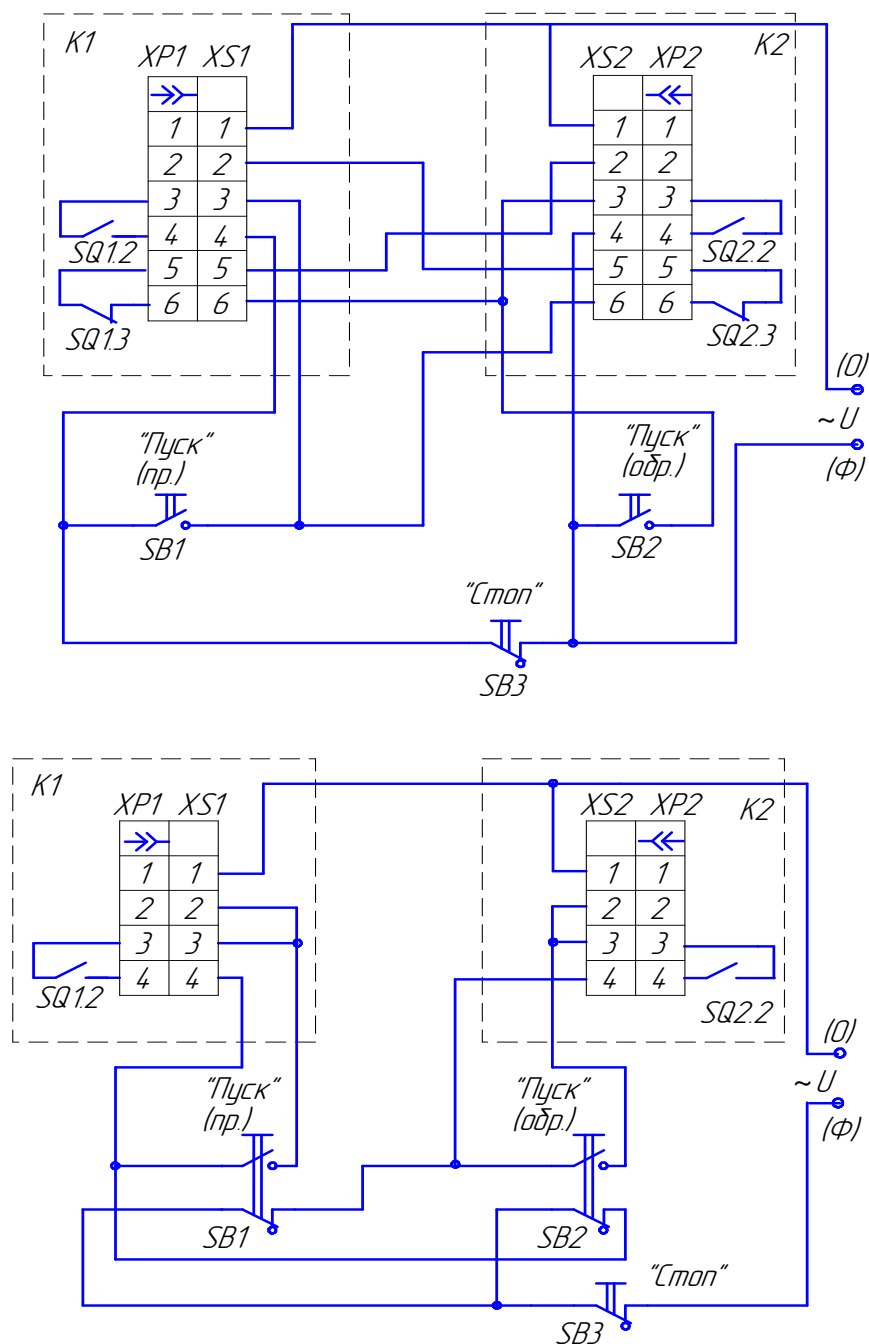 K1
K2
XP1 XS1
XS2 XP2
1 1
1 1
2 2
2 2
3 3
3 3
4 4
4 4
SQ1.2
SQ2.2
5 5
5 5
6 6
6 6
SQ1.3
SQ2.3
(0)
~U
(Ф)
"Пуск"
(пр.)
"Пуск"
(обр.)
SB1
SB2
"Стоп"
SB3
K1
K2
XP1 XS1
XS2 XP2
1 1
1 1
2 2
2 2
3 3
3 3
4 4
4 4
SQ1.2
SQ2.2
(0)
~U
(Ф)
"Пуск"
(пр.)
"Пуск"
(обр.)
SB1
SB2
"Стоп"
SB3